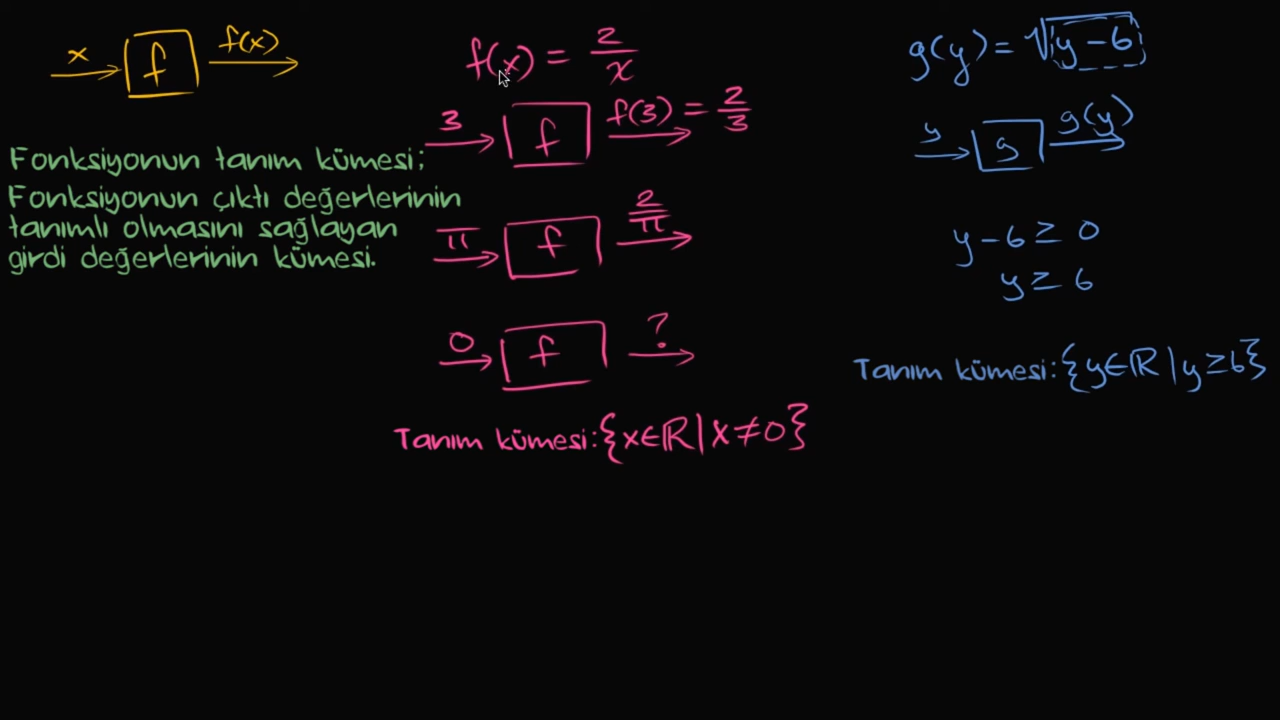 x f f(x)
Fonksiyonun tanım kümesi;
Fonksiyonun çıktı değerlerinin
tanımlı olmasını sağlayan
girdi değerlerinin kümesi.
f(x) = 2/x
3 f f(3) = 2/3
π f 2/π
0 f ?
Tanım kümesi: {x∈ℝ | x≠0}
g(y) = √y-6
y g g(y)
y-6 ≥ 0
y ≥ 6
Tanım kümesi: {y∈ℝ | y≥6}